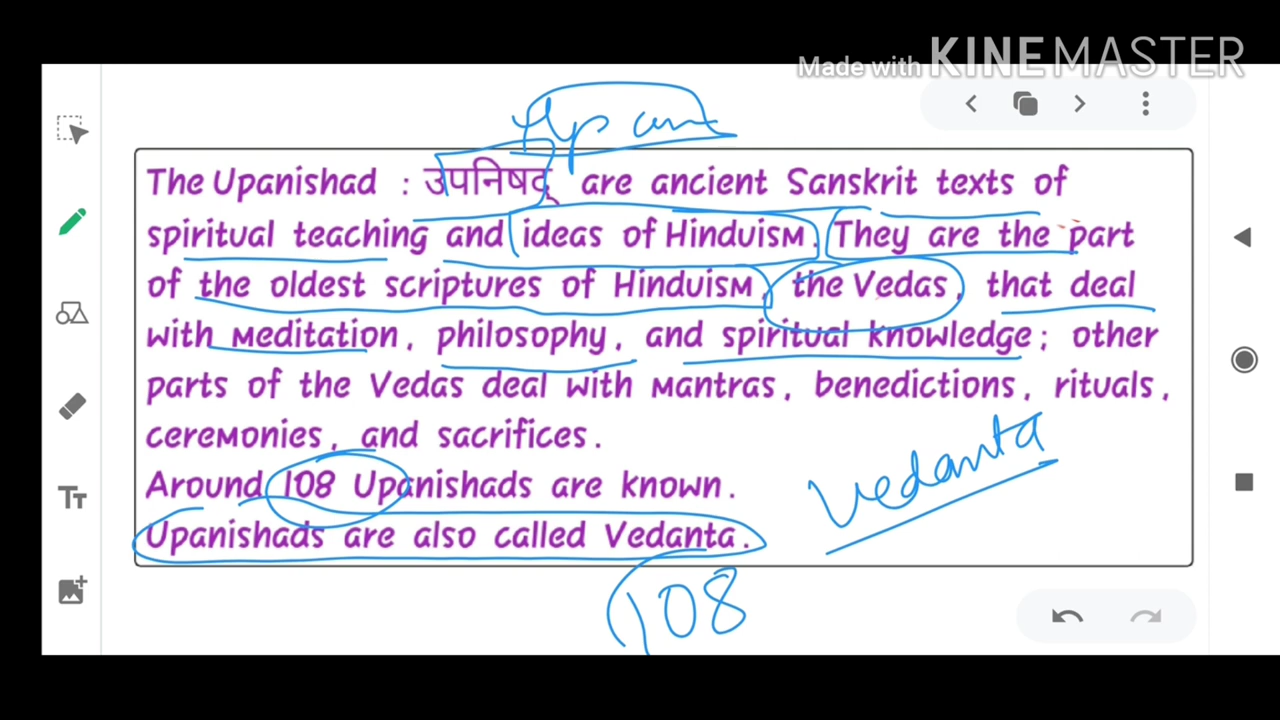 Made with KINEMASTER
The Upanishad : उपनिषद् are ancient Sanskrit texts of
spiritual teaching and ideas of Hinduism. They are the part
of the oldest scriptures of Hinduism, the Vedas, that deal
with meditation, philosophy, and spiritual knowledge; other
parts of the Vedas deal with mantras, benedictions, rituals,
ceremonies, and sacrifices.
Around 108 Upanishads are known.
Vedanta
Upanishads are also called Vedanta.
108
TT